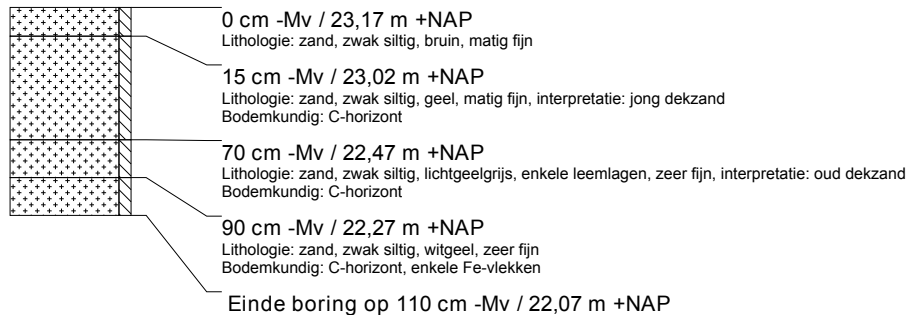 0 cm -Mv / 23,17 m +NAP
Lithologie: zand, zwak siltig, bruin, matig fijn
15 cm -Mv / 23,02 m +NAP
Lithologie: zand, zwak siltig, geel, matig fijn, interpretatie: jong dekzand
Bodemkundig: C-horizont
70 cm -Mv / 22,47 m +NAP
Lithologie: zand, zwak siltig, lichtgeelgrijs, enkele leemlagen, zeer fijn, interpretatie: oud dekzand
Bodemkundig: C-horizont
90 cm -Mv / 22,27 m +NAP
Lithologie: zand, zwak siltig, witgeel, zeer fijn
Bodemkundig: C-horizont, enkele Fe-vlekken
Einde boring op 110 cm -Mv / 22,07 m +NAP